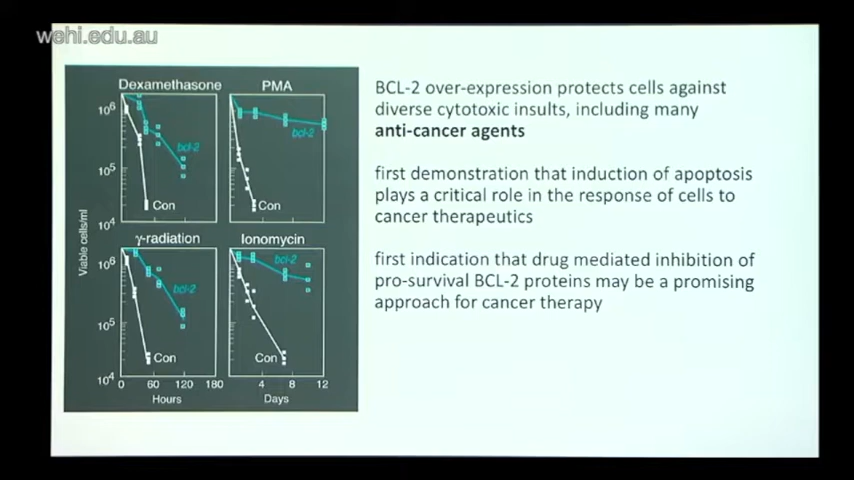 wehi.edu.au
Dexamethasone
PMA
10⁶
10⁵
10⁴
bcl-2
Con
bcl-2
Con
Viable cells/ml
γ-radiation
Ionomycin
10⁶
10⁵
10⁴
bcl-2
Con
bcl-2
Con
0 60 120 180
4 8 12
Hours
Days
BCL-2 over-expression protects cells against
diverse cytotoxic insults, including many
anti-cancer agents
first demonstration that induction of apoptosis
plays a critical role in the response of cells to
cancer therapeutics
first indication that drug mediated inhibition of
pro-survival BCL-2 proteins may be a promising
approach for cancer therapy